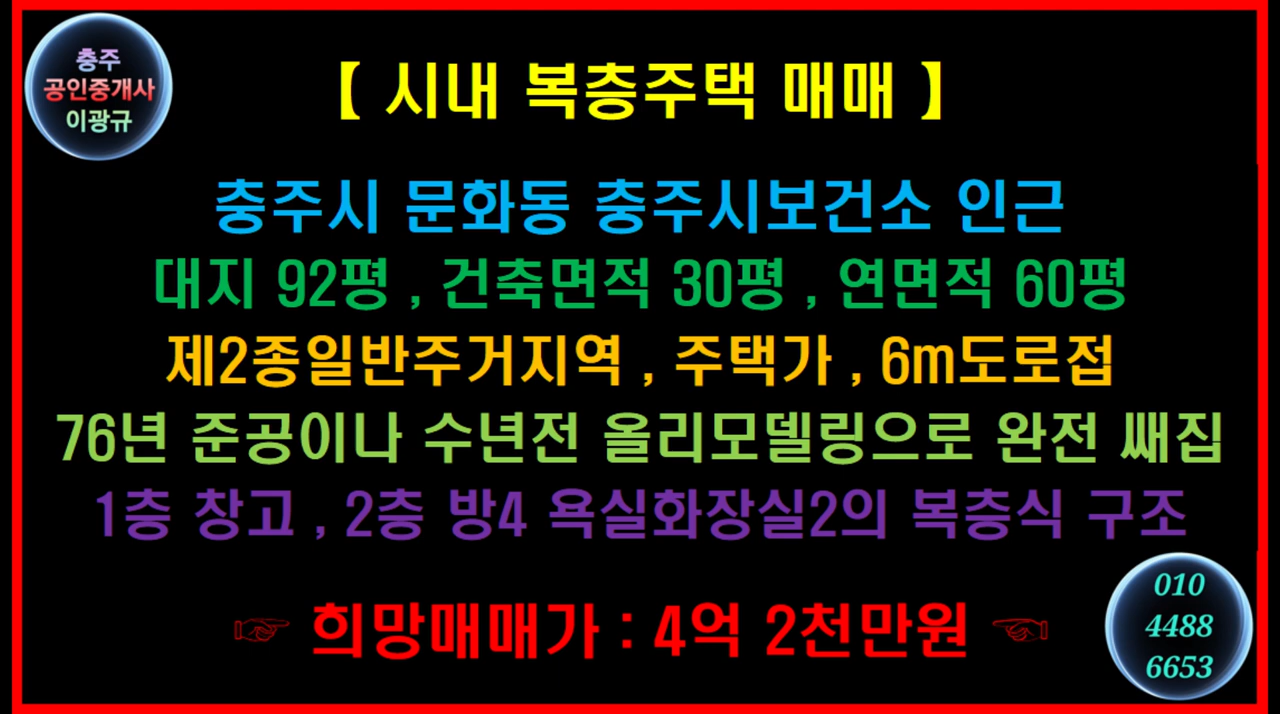 충주
공인중개사
이광규
【 시내 복층주택 매매 】
충주시 문화동 충주시보건소 인근
대지 92평 , 건축면적 30평 , 연면적 60평
제2종일반주거지역 , 주택가 , 6m도로접
76년 준공이나 수년전 올리모델링으로 완전 쌔집
1층 창고 , 2층 방4 욕실화장실2의 복층식 구조
☞ 희망매매가 : 4억 2천만원 ☜
010
4488
6653